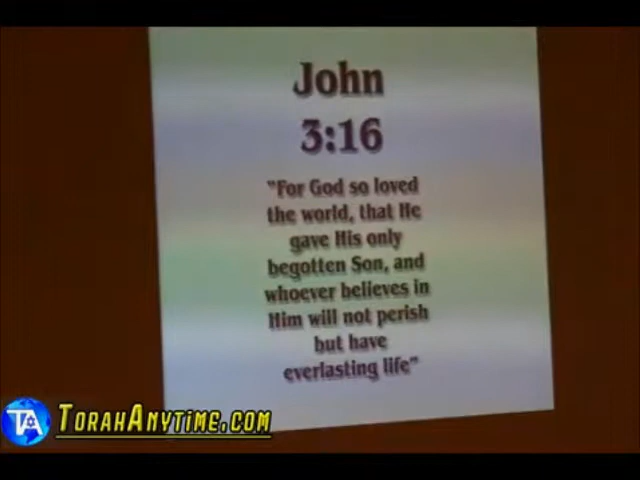 John
3:16
"For God so loved
the world, that He
gave His only
begotten Son, and
whoever believes in
Him will not perish
but have
everlasting life"
TA TORAHANYTIME.COM